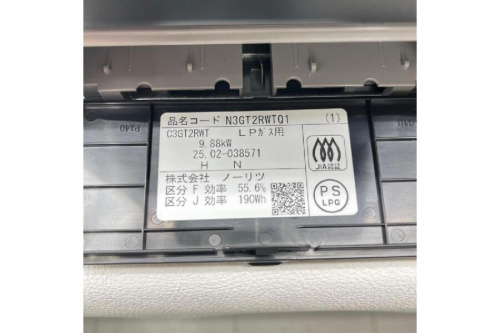 品名コード N3GT2RWTQ1 (1)
C3GT2RWT LPガス用
9.88kW
25.02-038571
H N
株式会社 ノーリツ
区分 F 効率 55.6%
区分 J 効率 190Wh
JIA
PS
LPG